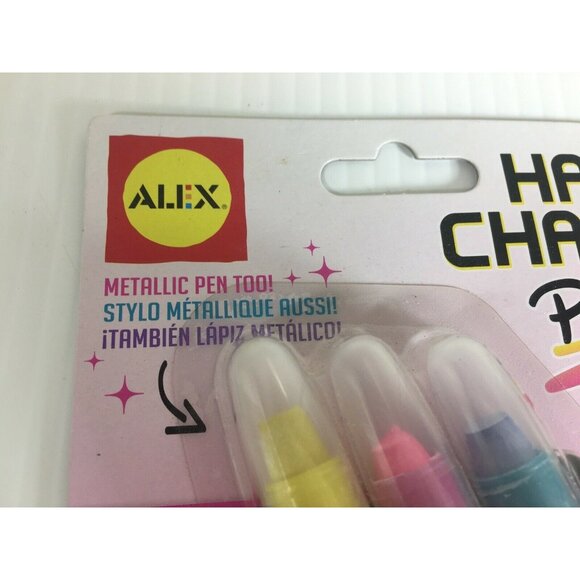 ALEX®
METALLIC PEN TOO!
STYLO MÉTALLIQUE AUSSI!
¡TAMBIÉN LÁPIZ METÁLICO!
HA
CHA
P